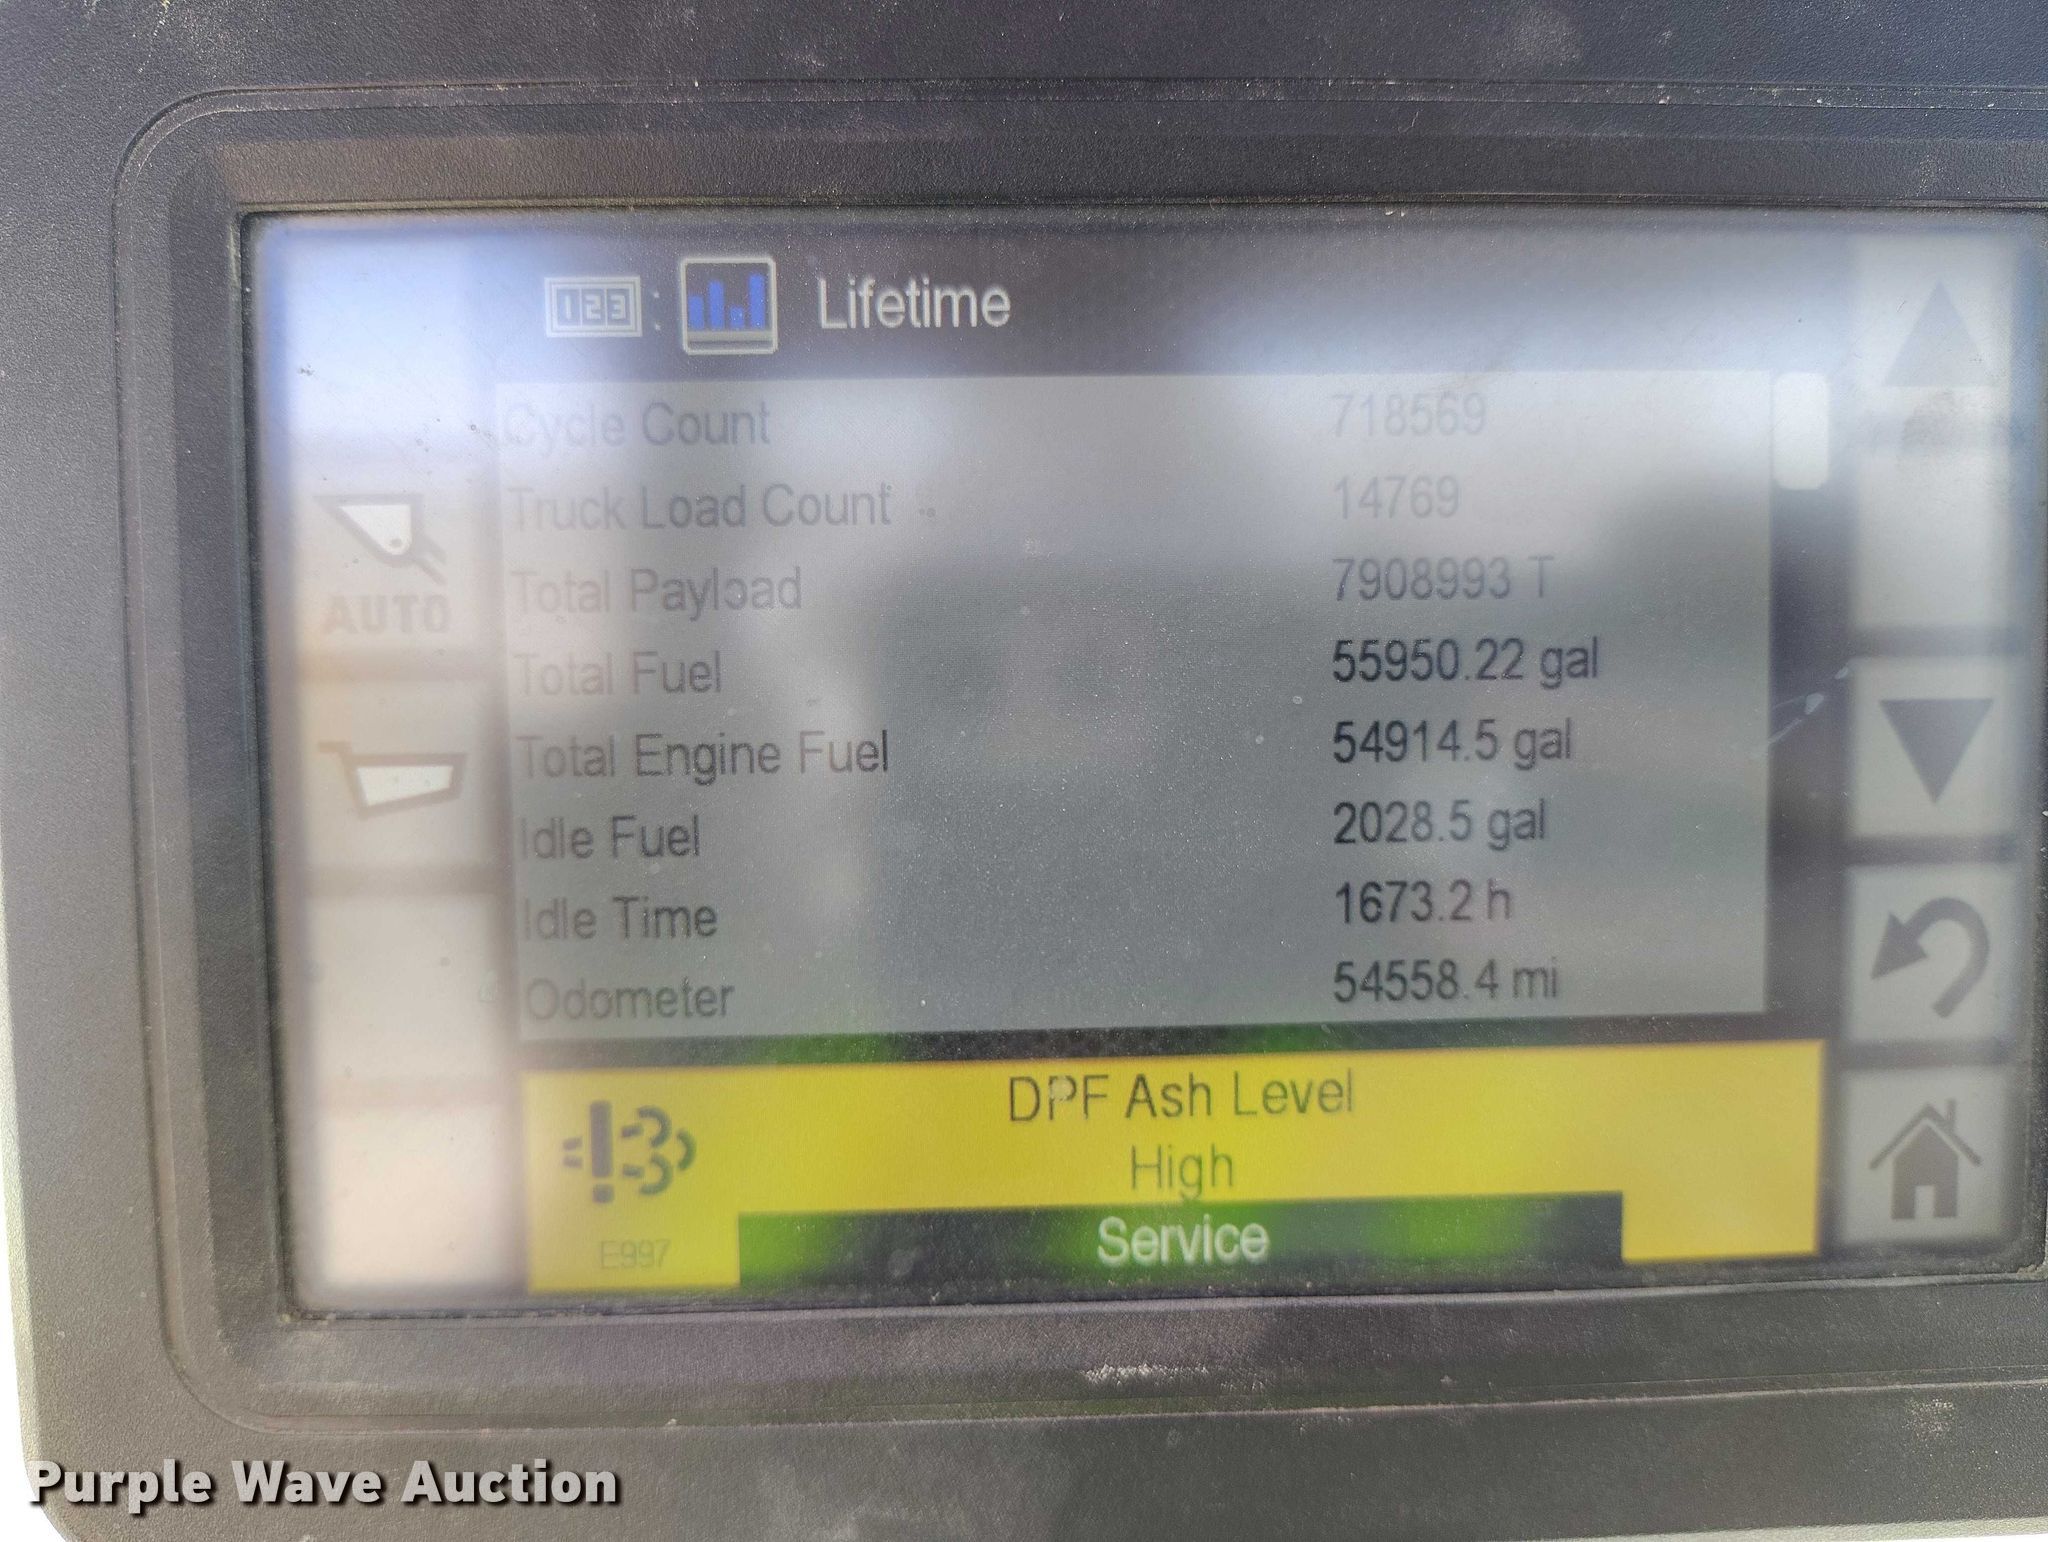 123 : Lifetime
Cycle Count 718569
Truck Load Count 14769
Total Payload 7908993 T
Total Fuel 55950.22 gal
Total Engine Fuel 54914.5 gal
Idle Fuel 2028.5 gal
Idle Time 1673.2 h
Odometer 54558.4 mi
AUTO
DPF Ash Level
High
E997
Service
Purple Wave Auction